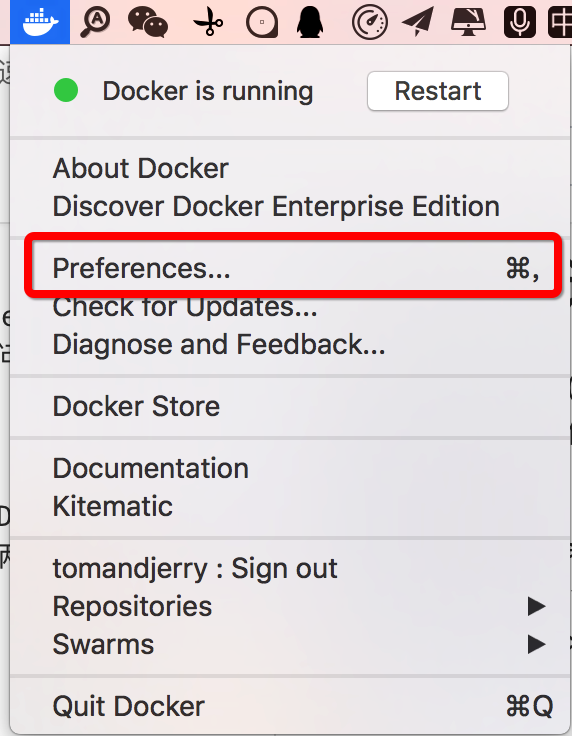 中
Docker is running
Restart
About Docker
Discover Docker Enterprise Edition
Preferences... ⌘,
Check for Updates...
Diagnose and Feedback...
Docker Store
Documentation
Kitematic
tomandjerry : Sign out
Repositories
Swarms
Quit Docker ⌘Q